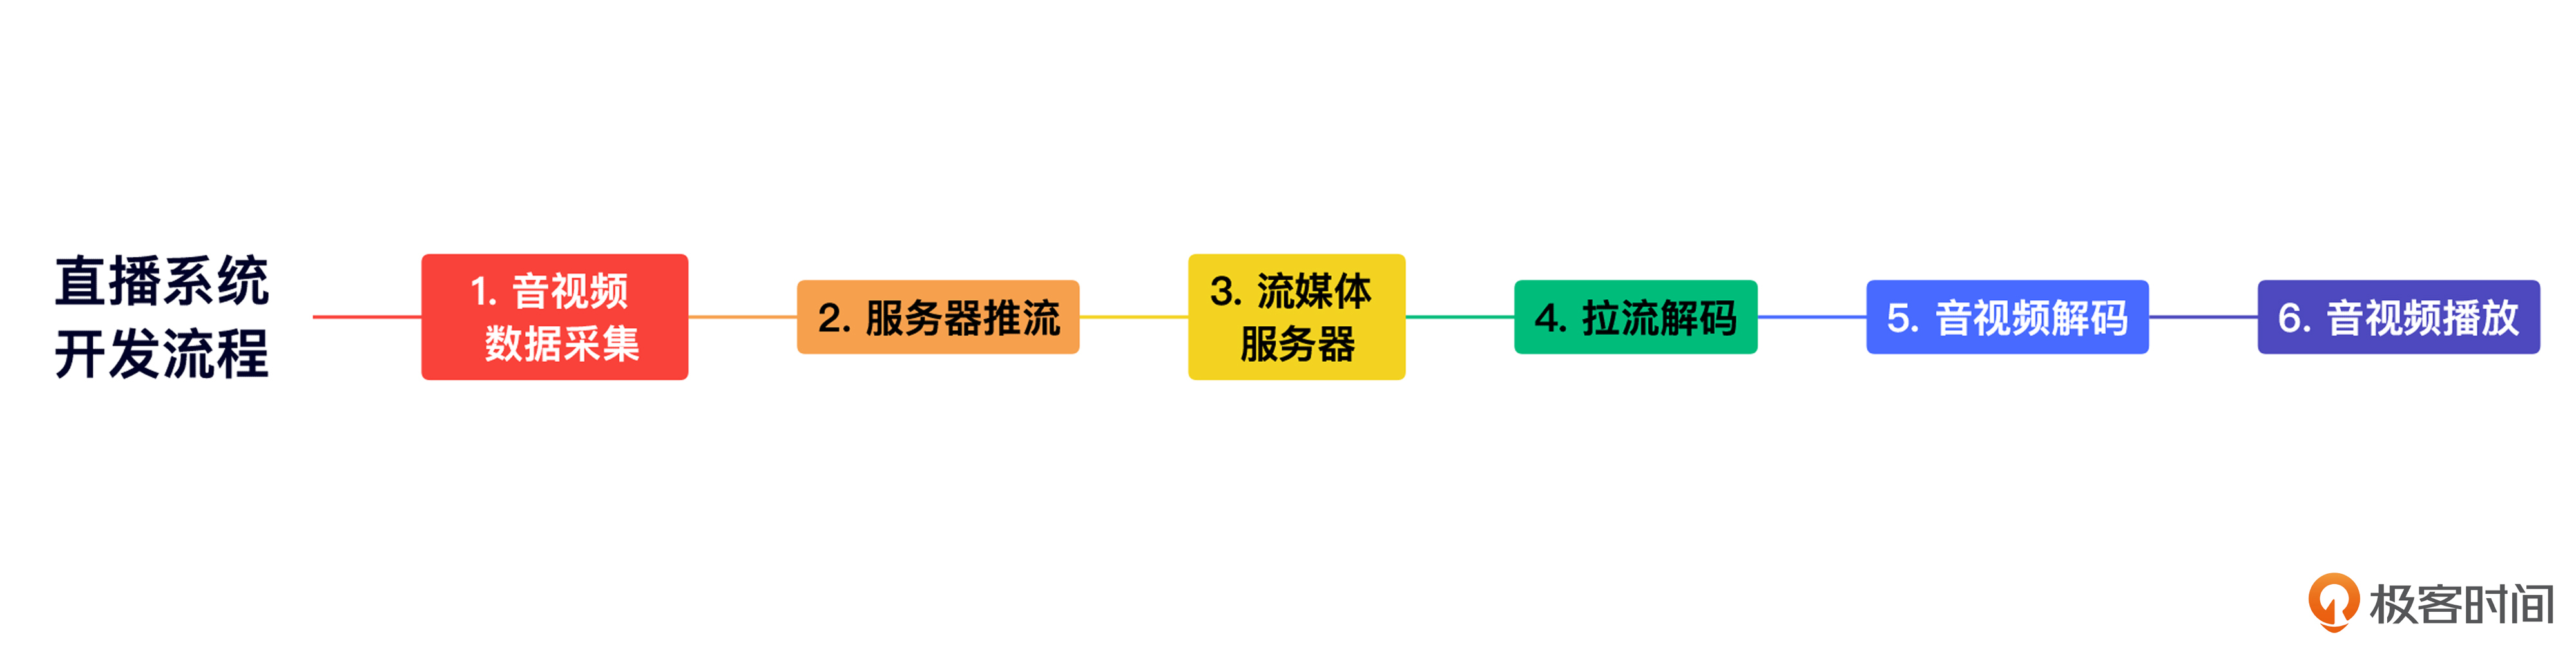 直播系统
开发流程
1. 音视频
数据采集
2. 服务器推流
3. 流媒体
服务器
4. 拉流解码
5. 音视频解码
6. 音视频播放
极客时间